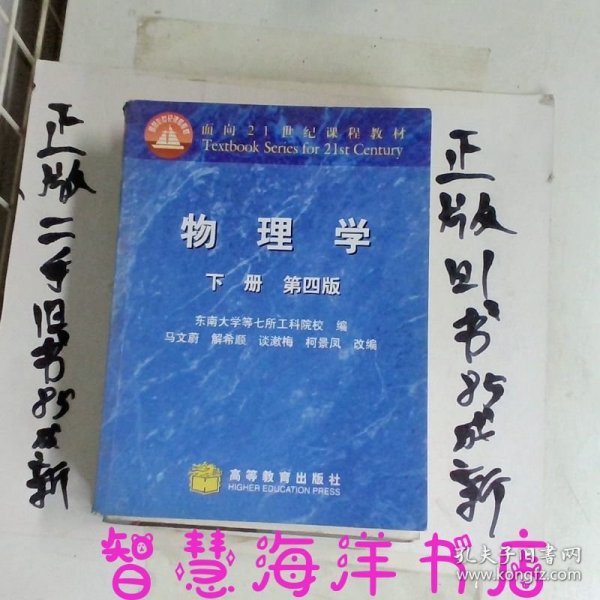 面向21世纪课程教材
Textbook Series for 21st Century
物理学
下册 第四版
东南大学等七所工科院校 编
马文蔚 解希顺 谈漱梅 柯景凤 改编
高等教育出版社
HIGHER EDUCATION PRESS
正版二手旧书85成新
正版旧书85成新
智慧海洋书店
孔夫子旧书网
www.kongfz.com